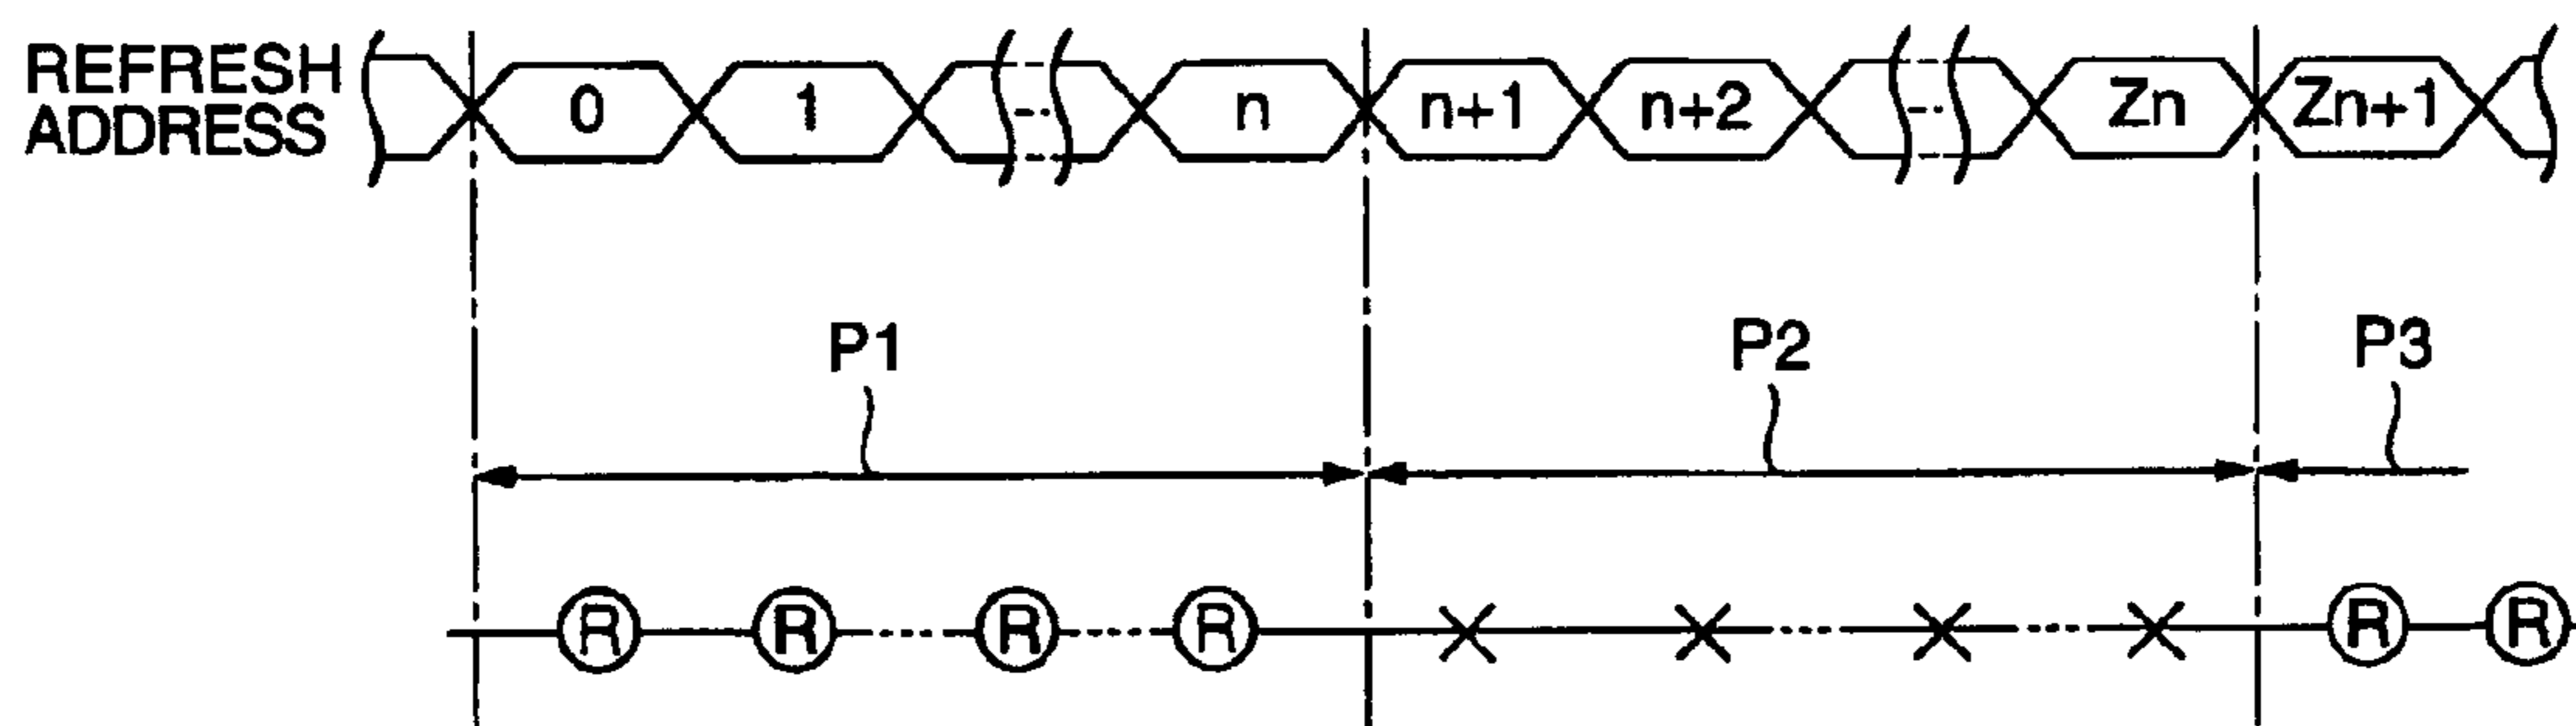 REFRESH
ADDRESS
0 1 n n+1 n+2 Zn Zn+1
P1 P2 P3
R R R R R R